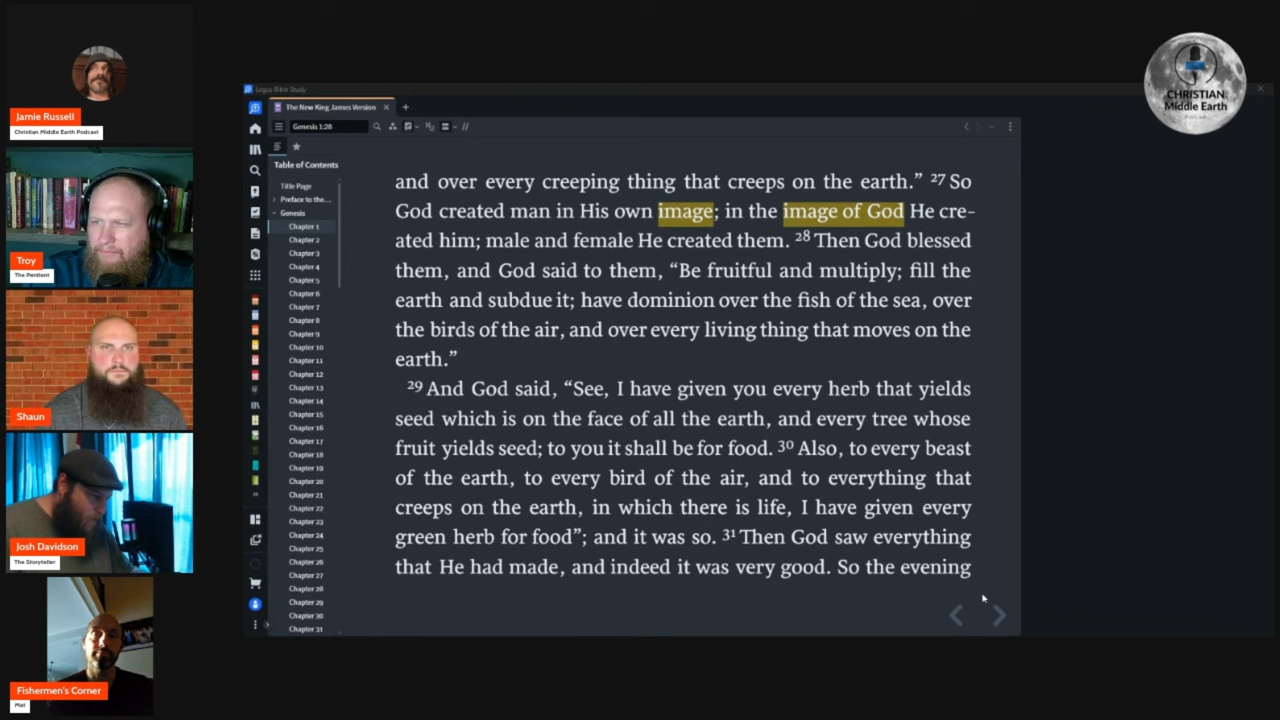 Jamie Russell
Christian Middle Earth Podcast
Troy
The Penitent
Shaun
Josh Davidson
The Storyteller
Fishermen's Corner
Mat
Logos Bible Study
The New King James Version
Genesis 1:28
Table of Contents
Title Page
Preface to the...
Genesis
Chapter 1
Chapter 2
Chapter 3
Chapter 4
Chapter 5
Chapter 6
Chapter 7
Chapter 8
Chapter 9
Chapter 10
Chapter 11
Chapter 12
Chapter 13
Chapter 14
Chapter 15
Chapter 16
Chapter 17
Chapter 18
Chapter 19
Chapter 20
Chapter 21
Chapter 22
Chapter 23
Chapter 24
Chapter 25
Chapter 26
Chapter 27
Chapter 28
Chapter 29
Chapter 30
Chapter 31
and over every creeping thing that creeps on the earth.” 27 So
God created man in His own image; in the image of God He cre-
ated him; male and female He created them. 28 Then God blessed
them, and God said to them, “Be fruitful and multiply; fill the
earth and subdue it; have dominion over the fish of the sea, over
the birds of the air, and over every living thing that moves on the
earth.”
29 And God said, “See, I have given you every herb that yields
seed which is on the face of all the earth, and every tree whose
fruit yields seed; to you it shall be for food. 30 Also, to every beast
of the earth, to every bird of the air, and to everything that
creeps on the earth, in which there is life, I have given every
green herb for food”; and it was so. 31 Then God saw everything
that He had made, and indeed it was very good. So the evening
CHRISTIAN
Middle Earth
Podcast